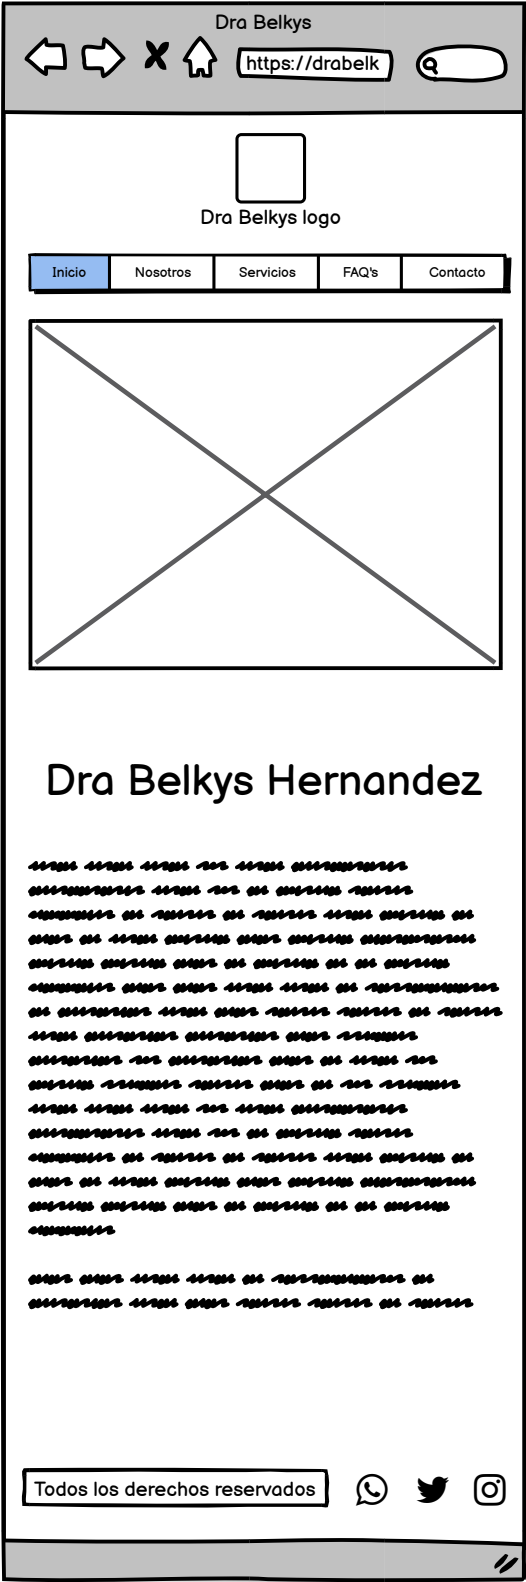 Dra Belkys
https://drabelk
Dra Belkys logo
Inicio Nosotros Servicios FAQ's Contacto
Dra Belkys Hernandez
Todos los derechos reservados